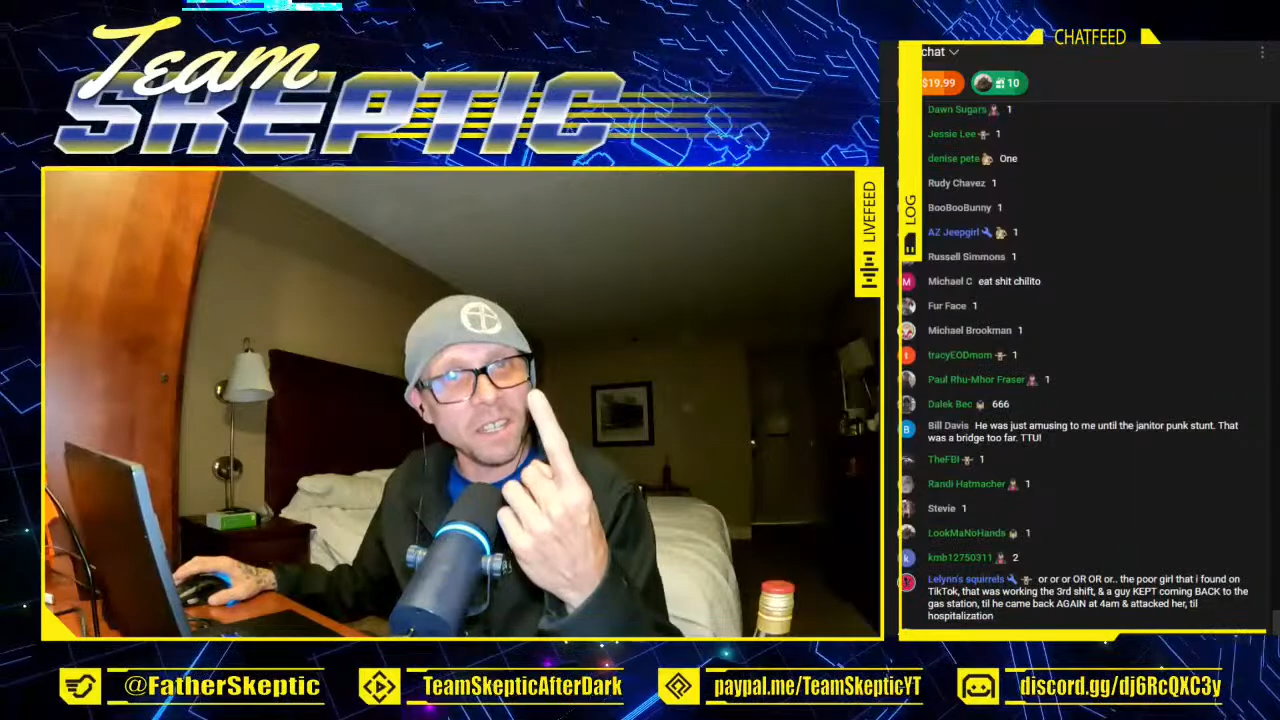 Team
SKEPTIC
CHATFEED
chat
$19.99
10
LIVEFEED
LOG
Dawn Sugars 1
Jessie Lee 1
denise pete One
Rudy Chavez 1
BooBooBunny 1
AZ Jeepgirl 1
Russell Simmons 1
M Michael C eat shit chilito
Fur Face 1
Michael Brookman 1
t tracyEODmom 1
Paul Rhu-Mhor Fraser 1
Dalek Bec 666
B Bill Davis He was just amusing to me until the janitor punk stunt. That
was a bridge too far. TTU!
TheFBI 1
Randi Hatmacher 1
Stevie 1
LookMaNoHands 1
k kmb12750311 2
Lelynn's squirrels or or or OR OR or.. the poor girl that i found on
TikTok, that was working the 3rd shift, & a guy KEPT coming BACK to the
gas station, til he came back AGAIN at 4am & attacked her, til
hospitalization
@FatherSkeptic
TeamSkepticAfterDark
paypal.me/TeamSkepticYT
discord.gg/dj6RcQXC3v